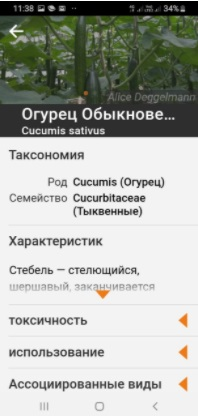 11:38
34%
Alice Deggelmann
Огурец Обыкнове...
Cucumis sativus
Таксономия
Род Cucumis (Огурец)
Семейство Cucurbitaceae
(Тыквенные)
Характеристик
Стебель — стелющийся,
шершавый, заканчивается
токсичность
использование
Ассоциированные виды